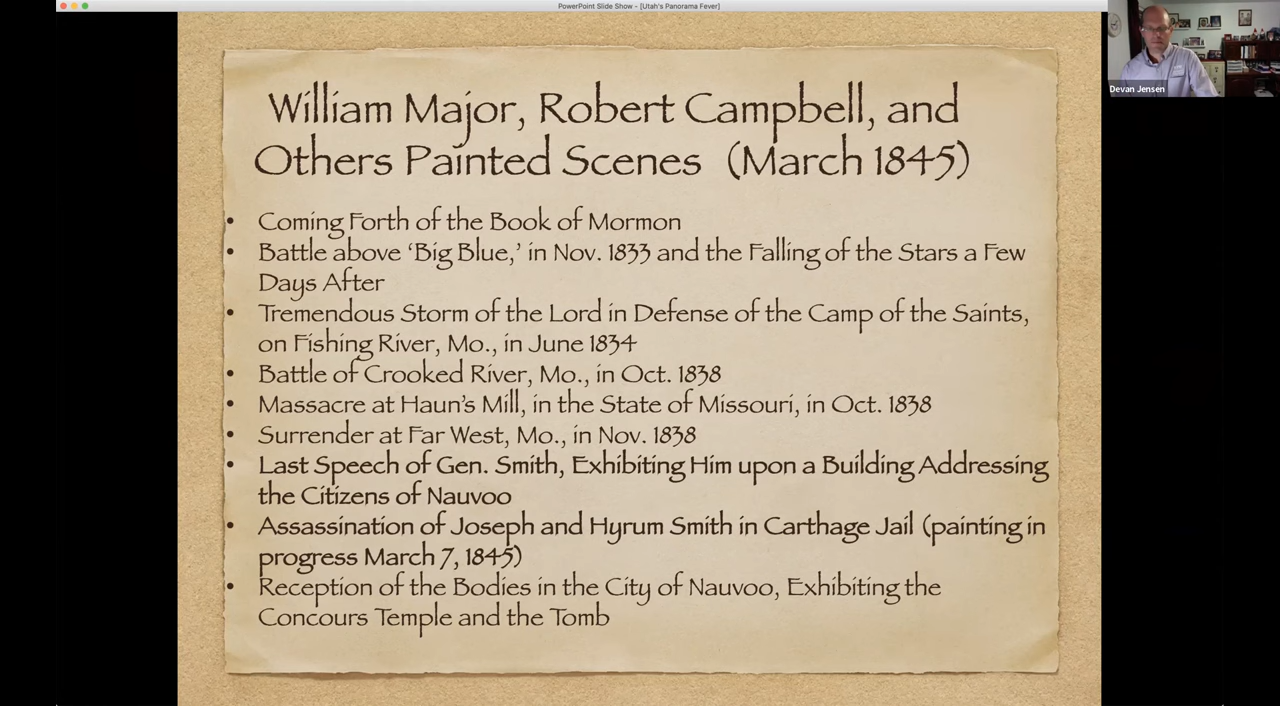 PowerPoint Slide Show - [Utah's Panorama Fever]
Devan Jensen
William Major, Robert Campbell, and
Others Painted Scenes (March 1845)
• Coming Forth of the Book of Mormon
• Battle above ‘Big Blue,’ in Nov. 1833 and the Falling of the Stars a Few
Days After
• Tremendous Storm of the Lord in Defense of the Camp of the Saints,
on Fishing River, Mo., in June 1834
• Battle of Crooked River, Mo., in Oct. 1838
• Massacre at Haun’s Mill, in the State of Missouri, in Oct. 1838
• Surrender at Far West, Mo., in Nov. 1838
• Last Speech of Gen. Smith, Exhibiting Him upon a Building Addressing
the Citizens of Nauvoo
• Assassination of Joseph and Hyrum Smith in Carthage Jail (painting in
progress March 7, 1845)
• Reception of the Bodies in the City of Nauvoo, Exhibiting the
Concours Temple and the Tomb